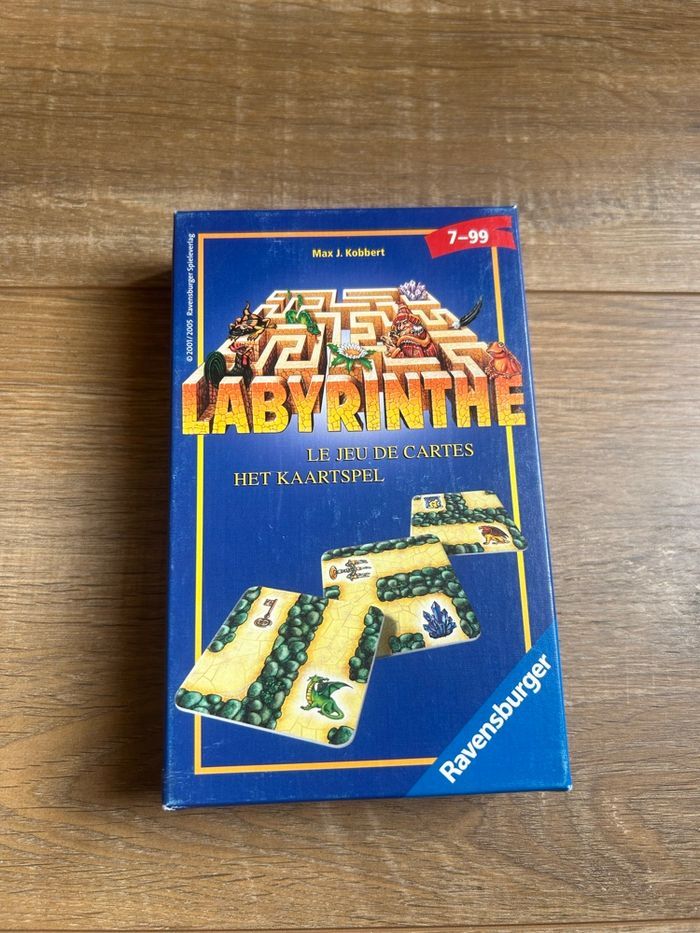 7–99
Max J. Kobbert
© 2001/2005 Ravensburger Spieleverlag
LABYRINTHE
LE JEU DE CARTES
HET KAARTSPEL
Ravensburger